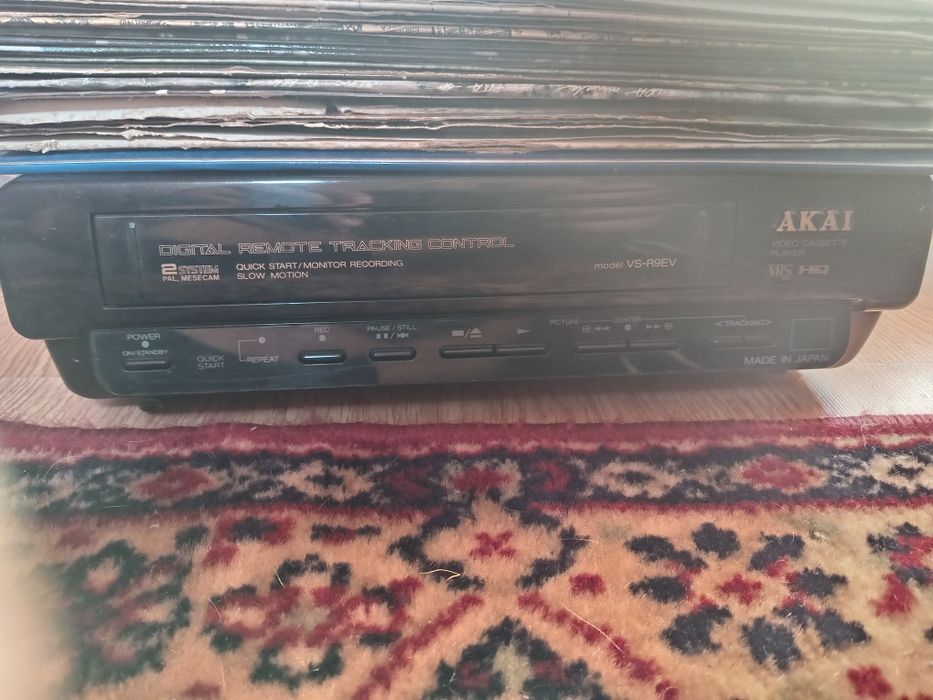 DIGITAL REMOTE TRACKING CONTROL
2 SYSTEM
PAL, MESECAM
QUICK START/MONITOR RECORDING
SLOW MOTION
model VS-R9EV
AKAI
VIDEO CASSETTE
PLAYER
VHS HQ
POWER
ON/STANDBY
QUICK
START
REPEAT
REC
PAUSE/STILL
PICTURE
CENTER
<TRACKING>
MADE IN JAPAN